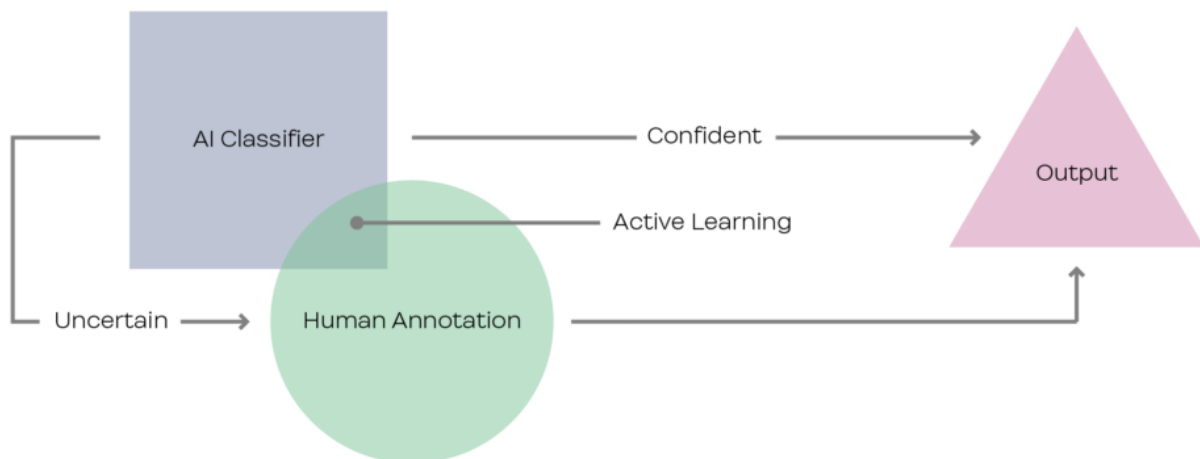 AI Classifier
Confident
Output
Active Learning
Uncertain
Human Annotation